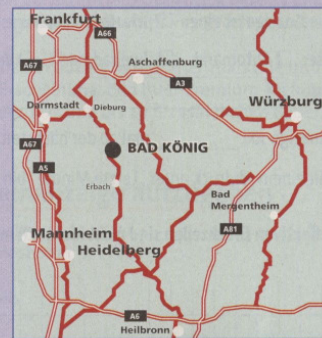 Frankfurt
A66
A67
Aschaffenburg
A3
Würzburg
Darmstadt
Dieburg
A67
BAD KÖNIG
A5
Erbach
Bad
Mergentheim
Mannheim
A81
Heidelberg
A6
Heilbronn